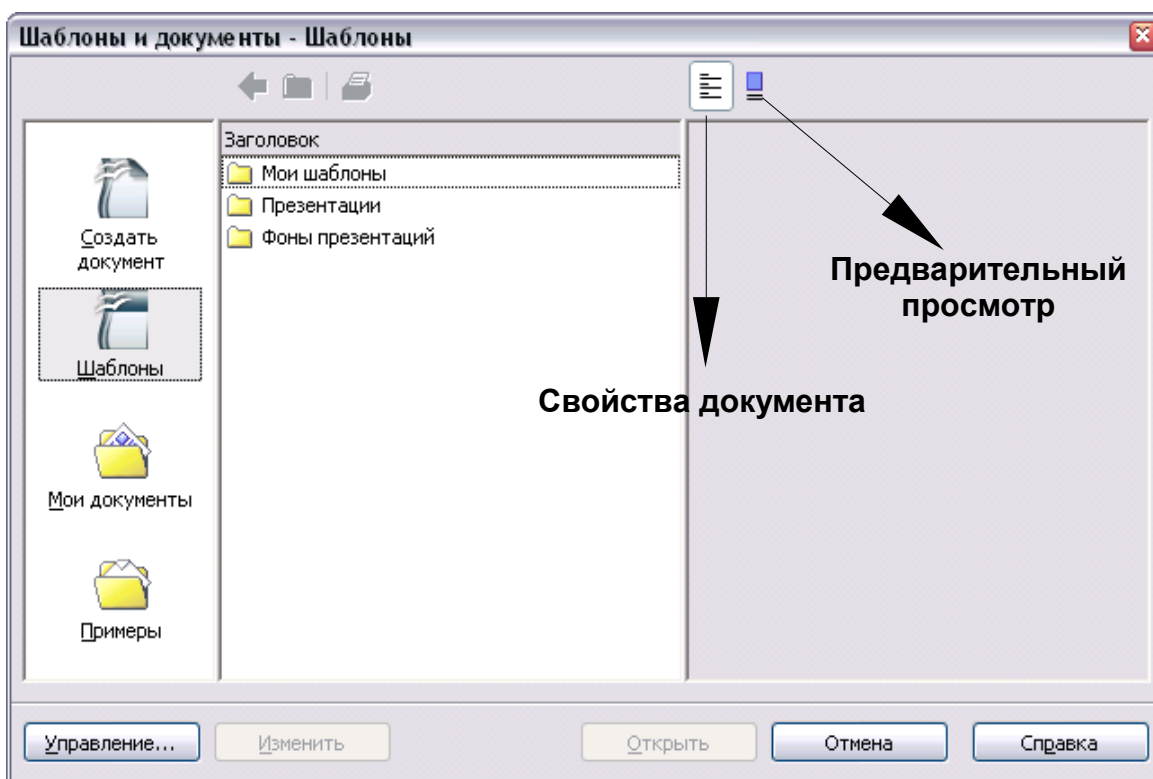 Шаблоны и документы - Шаблоны
Заголовок
Мои шаблоны
Презентации
Фоны презентаций
Создать
документ
Шаблоны
Мои документы
Примеры
Предварительный
просмотр
Свойства документа
Управление...
Изменить
Открыть
Отмена
Справка